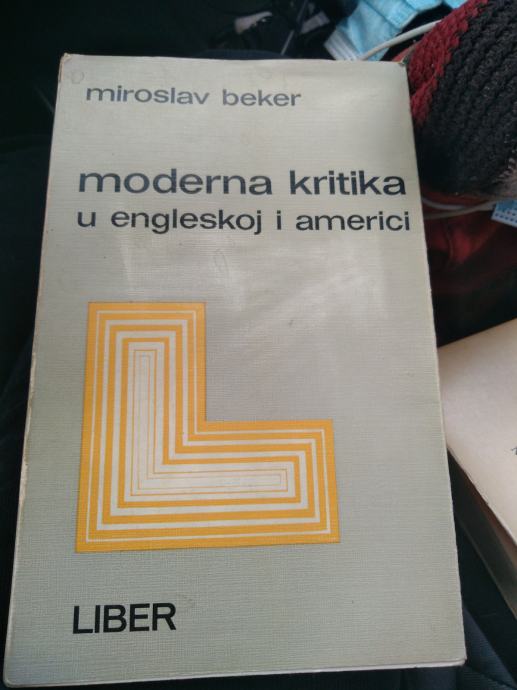 miroslav beker
moderna kritika
u engleskoj i americi
LIBER